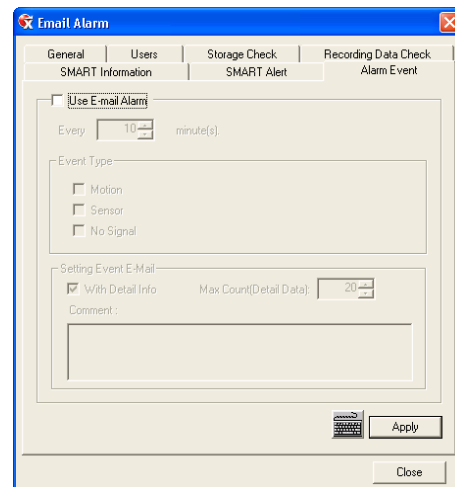 Email Alarm
General Users Storage Check Recording Data Check
SMART Information SMART Alert Alarm Event
Use E-mail Alarm
Every 10 minute(s).
Event Type
Motion
Sensor
No Signal
Setting Event E-Mail
With Detail Info Max Count(Detail Data): 20
Comment :
Apply
Close